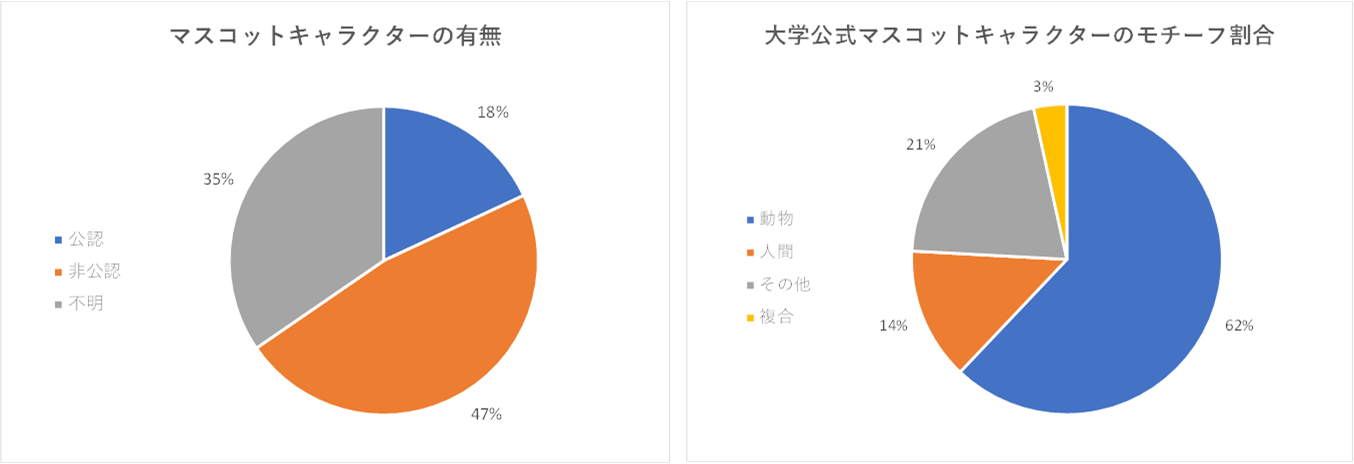 マスコットキャラクターの有無
18%
35%
47%
公認
非公認
不明
大学公式マスコットキャラクターのモチーフ割合
3%
21%
14%
62%
動物
人間
その他
複合